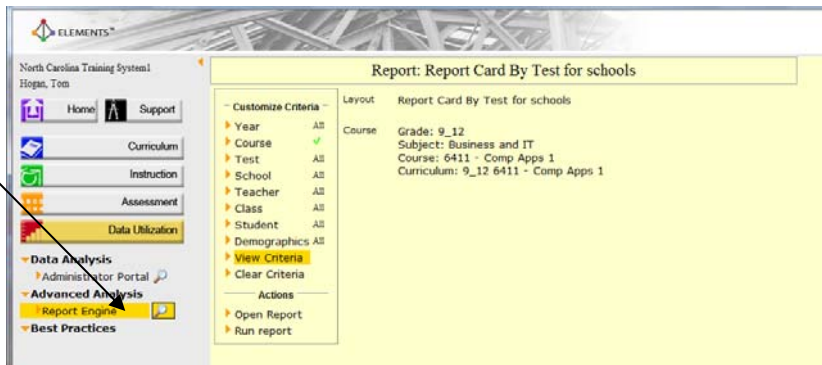 ELEMENTS™
North Carolina Training System1
Hogan, Tom
Home
Support
Curriculum
Instruction
Assessment
Data Utilization
Data Analysis
Administrator Portal
Advanced Analysis
Report Engine
Best Practices
Report: Report Card By Test for schools
Customize Criteria
Year All
Course
Test All
School All
Teacher All
Class All
Student All
Demographics All
View Criteria
Clear Criteria
Actions
Open Report
Run report
Layout Report Card By Test for schools
Course Grade: 9_12
Subject: Business and IT
Course: 6411 - Comp Apps 1
Curriculum: 9_12 6411 - Comp Apps 1